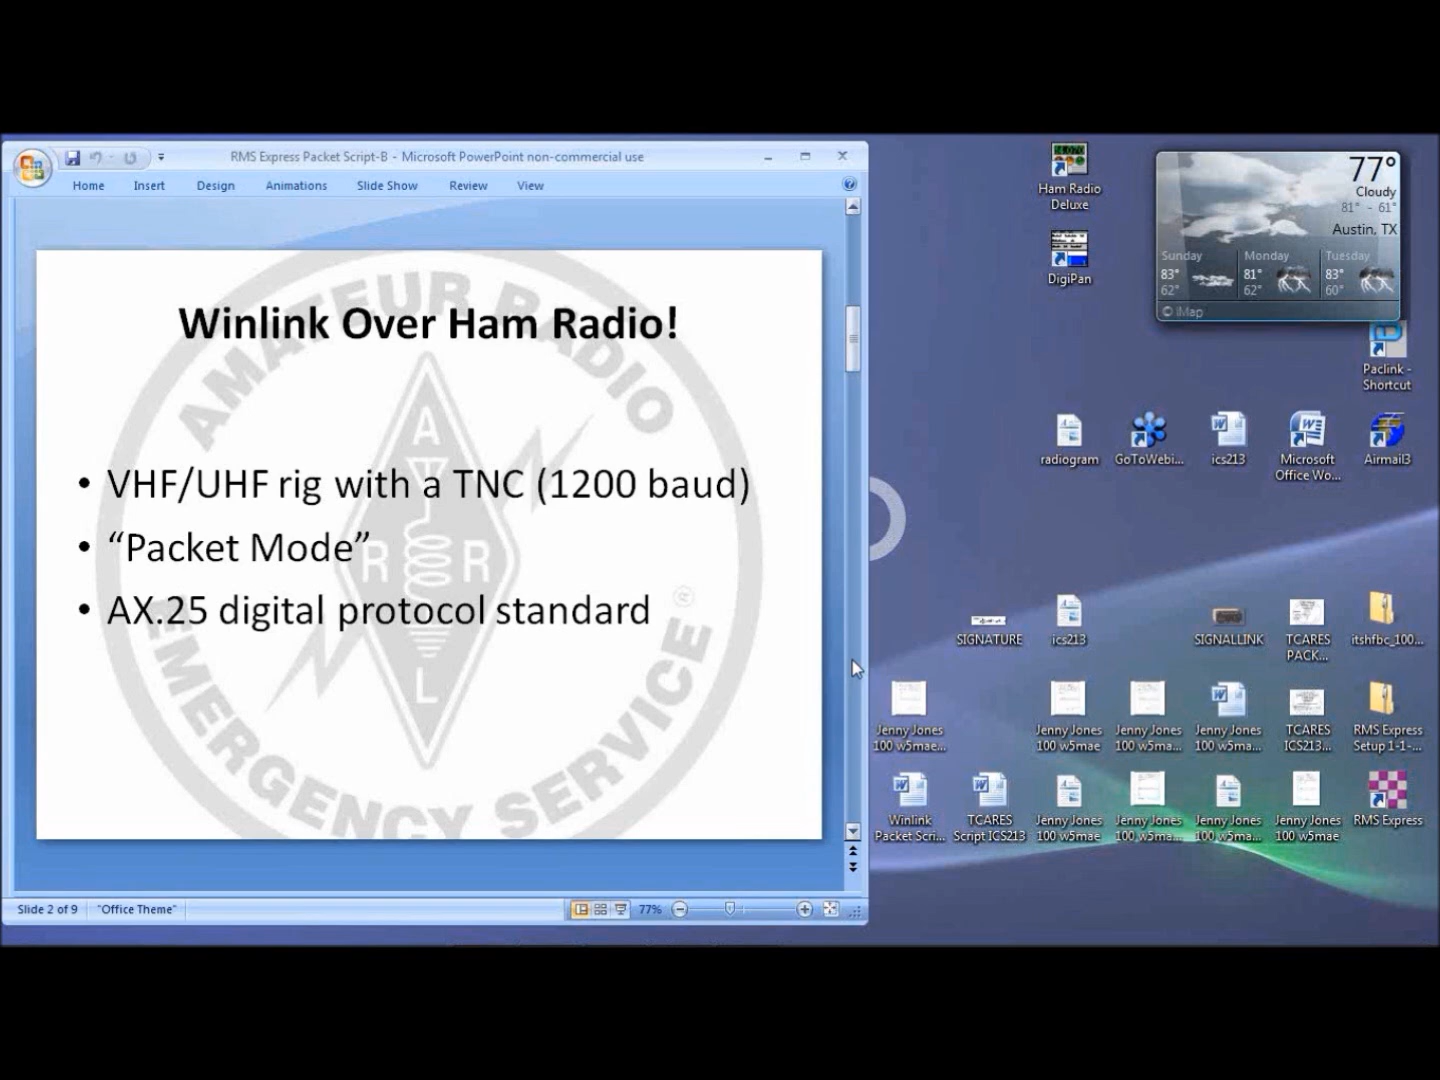 RMS Express Packet Script-B - Microsoft PowerPoint non-commercial use
Home Insert Design Animations Slide Show Review View
AMATEUR RADIO
EMERGENCY SERVICE
A
R R
L
®
Winlink Over Ham Radio!
• VHF/UHF rig with a TNC (1200 baud)
• “Packet Mode”
• AX.25 digital protocol standard
Slide 2 of 9 "Office Theme" 77%
Ham Radio
Deluxe
DigiPan
77°
Cloudy
81° - 61°
Austin, TX
Sunday Monday Tuesday
83° 81° 83°
62° 62° 60°
© iMap
Paclink -
Shortcut
radiogram
GoToWebi...
ics213
Microsoft
Office Wo...
Airmail3
SIGNATURE
ics213
SIGNALLINK
TCARES
PACK...
itshfbc_100...
Jenny Jones
100 w5mae...
Jenny Jones
100 w5mae
Jenny Jones
100 w5ma...
Jenny Jones
100 w5ma...
TCARES
ICS213...
RMS Express
Setup 1-1-...
Winlink
Packet Scri...
TCARES
Script ICS213
Jenny Jones
100 w5mae
Jenny Jones
100 w5ma...
Jenny Jones
100 w5ma...
Jenny Jones
100 w5mae
RMS Express